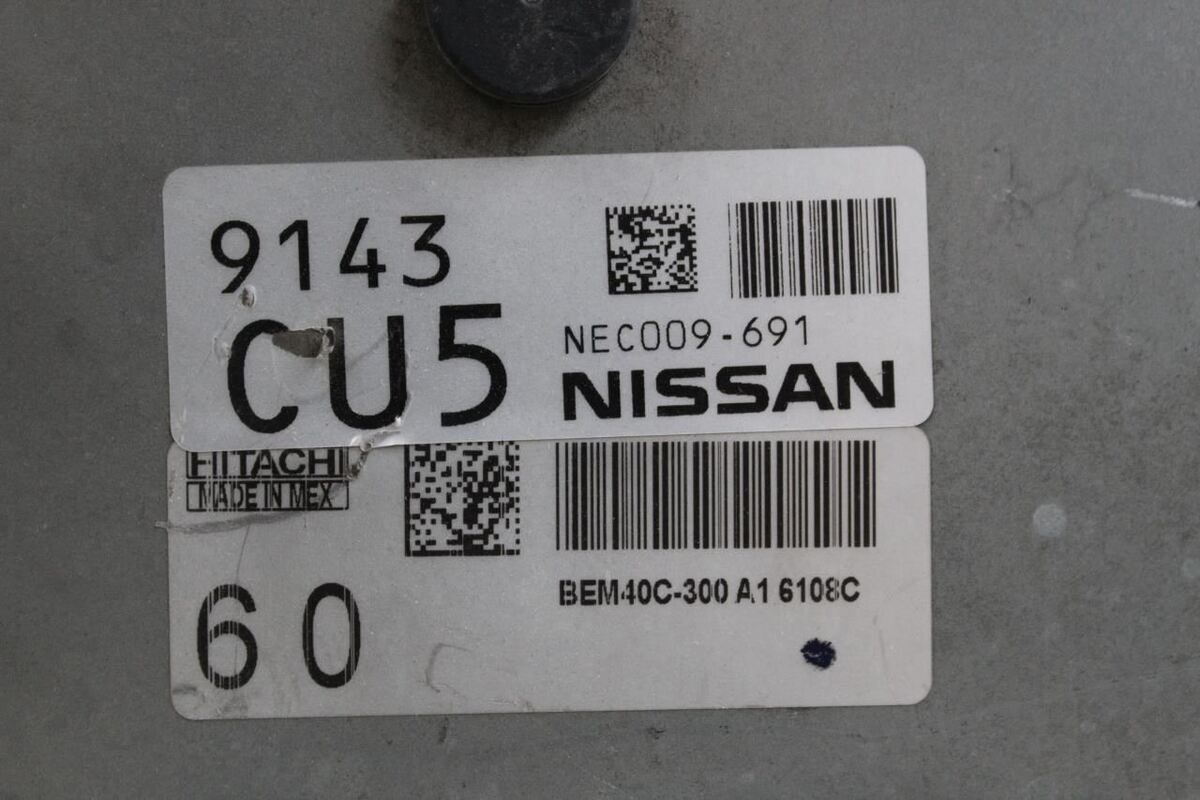 9143
CU5
NEC009-691
NISSAN
HITACHI
MADE IN MEX
60
BEM40C-300 A1 6108C